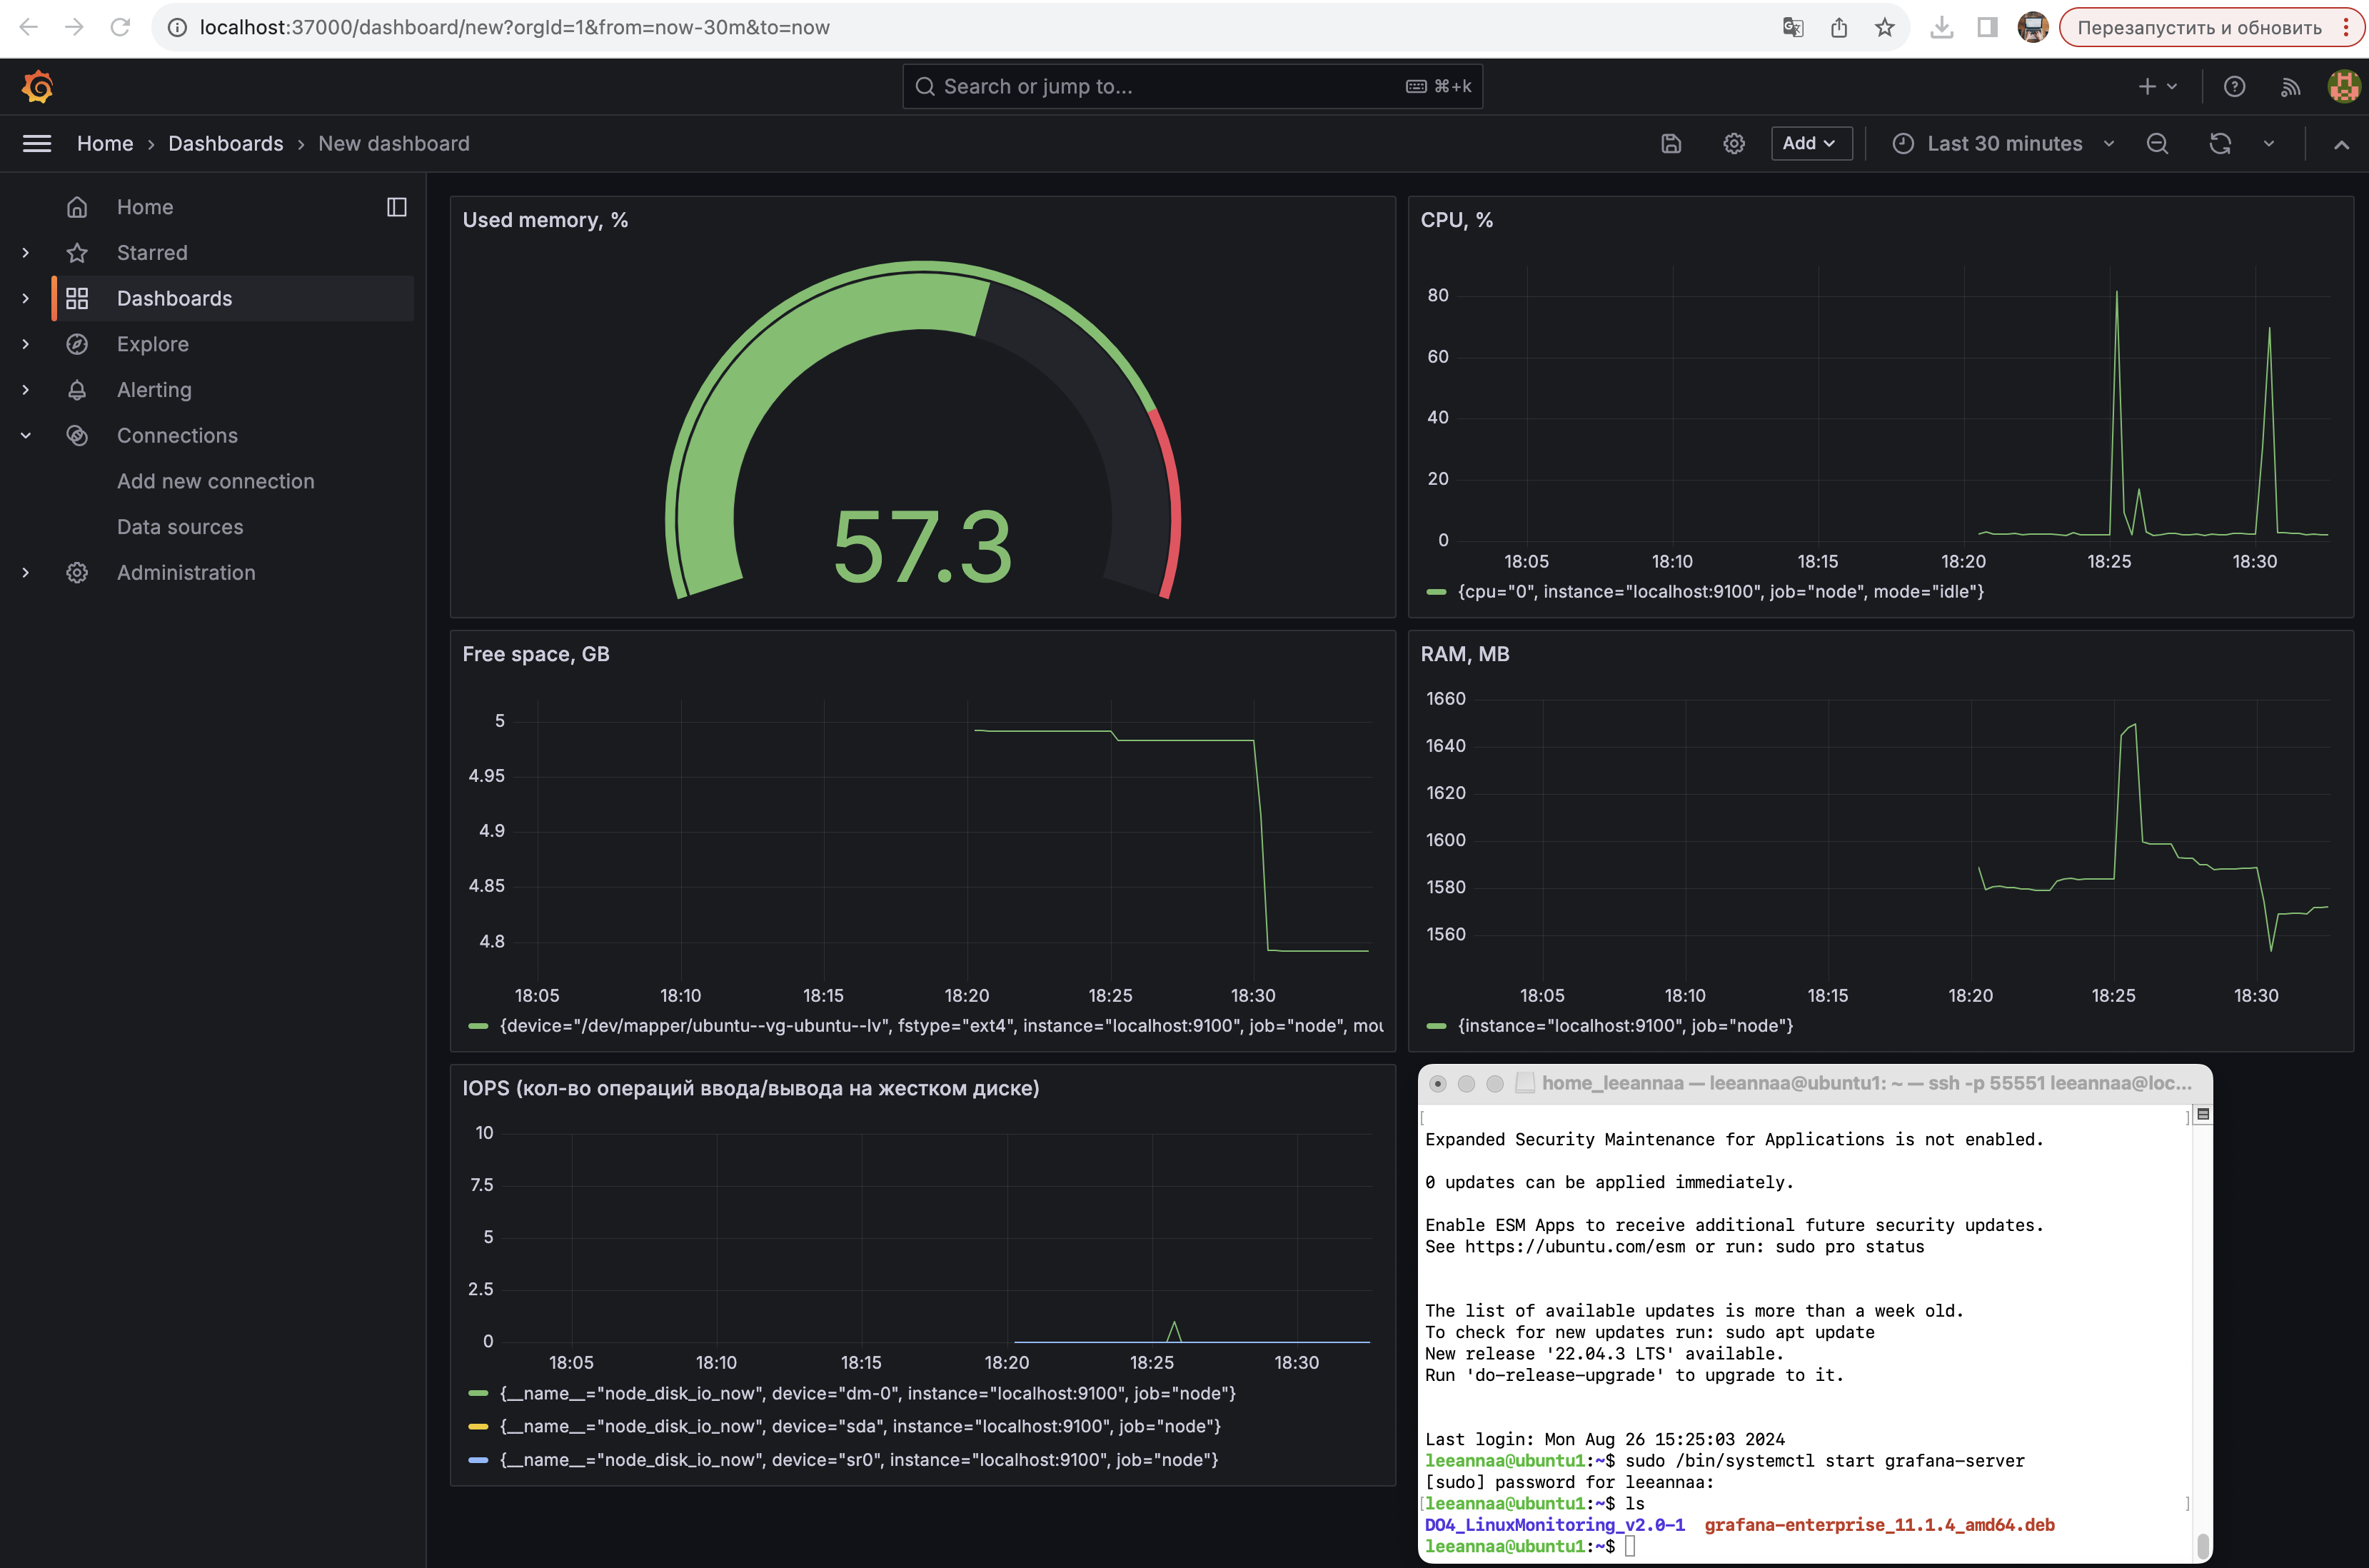 localhost:37000/dashboard/new?orgId=1&from=now-30m&to=now
Перезапустить и обновить
Search or jump to...
⌘+k
Home › Dashboards › New dashboard
Add
Last 30 minutes
Home
Starred
Dashboards
Explore
Alerting
Connections
Add new connection
Data sources
Administration
Used memory, %
57.3
CPU, %
80
60
40
20
0
18:05 18:10 18:15 18:20 18:25 18:30
{cpu="0", instance="localhost:9100", job="node", mode="idle"}
Free space, GB
5
4.95
4.9
4.85
4.8
18:05 18:10 18:15 18:20 18:25 18:30
{device="/dev/mapper/ubuntu--vg-ubuntu--lv", fstype="ext4", instance="localhost:9100", job="node", mou
RAM, MB
1660
1640
1620
1600
1580
1560
18:05 18:10 18:15 18:20 18:25 18:30
{instance="localhost:9100", job="node"}
IOPS (кол-во операций ввода/вывода на жестком диске)
10
7.5
5
2.5
0
18:05 18:10 18:15 18:20 18:25 18:30
{__name__="node_disk_io_now", device="dm-0", instance="localhost:9100", job="node"}
{__name__="node_disk_io_now", device="sda", instance="localhost:9100", job="node"}
{__name__="node_disk_io_now", device="sr0", instance="localhost:9100", job="node"}
home_leeannaa — leeannaa@ubuntu1: ~ — ssh -p 55551 leeannaa@loc...
Expanded Security Maintenance for Applications is not enabled.
0 updates can be applied immediately.
Enable ESM Apps to receive additional future security updates.
See https://ubuntu.com/esm or run: sudo pro status
The list of available updates is more than a week old.
To check for new updates run: sudo apt update
New release '22.04.3 LTS' available.
Run 'do-release-upgrade' to upgrade to it.
Last login: Mon Aug 26 15:25:03 2024
leeannaa@ubuntu1:~$ sudo /bin/systemctl start grafana-server
[sudo] password for leeannaa:
leeannaa@ubuntu1:~$ ls
DO4_LinuxMonitoring_v2.0-1 grafana-enterprise_11.1.4_amd64.deb
leeannaa@ubuntu1:~$